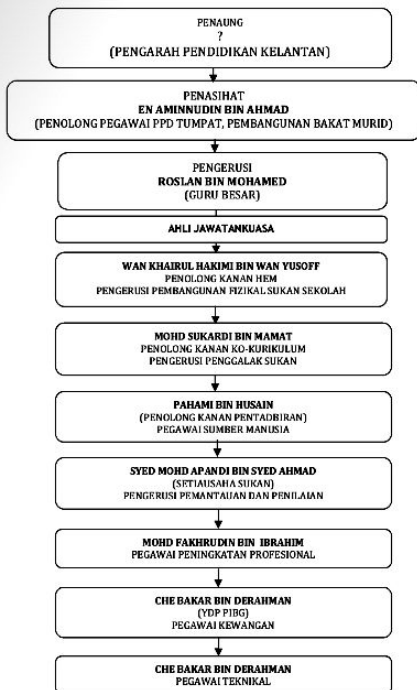 PENAUNG
?
(PENGARAH PENDIDIKAN KELANTAN)
PENASIHAT
EN AMINNUDIN BIN AHMAD
(PENOLONG PEGAWAI PPD TUMPAT, PEMBANGUNAN BAKAT MURID)
PENGERUSI
ROSLAN BIN MOHAMED
(GURU BESAR)
AHLI JAWATANKUASA
WAN KHAIRUL HAKIMI BIN WAN YUSOFF
PENOLONG KANAN HEM
PENGERUSI PEMBANGUNAN FIZIKAL SUKAN SEKOLAH
MOHD SUKARDI BIN MAMAT
PENOLONG KANAN KO-KURIKULUM
PENGERUSI PENGGALAK SUKAN
PAHAMI BIN HUSAIN
(PENOLONG KANAN PENTADBIRAN)
PEGAWAI SUMBER MANUSIA
SYED MOHD APANDI BIN SYED AHMAD
(SETIAUSAHA SUKAN)
PENGERUSI PEMANTAUAN DAN PENILAIAN
MOHD FAKHRUDIN BIN IBRAHIM
PEGAWAI PENINGKATAN PROFESIONAL
CHE BAKAR BIN DERAHMAN
(YDP PIBG)
PEGAWAI KEWANGAN
CHE BAKAR BIN DERAHMAN
PEGAWAI TEKNIKAL